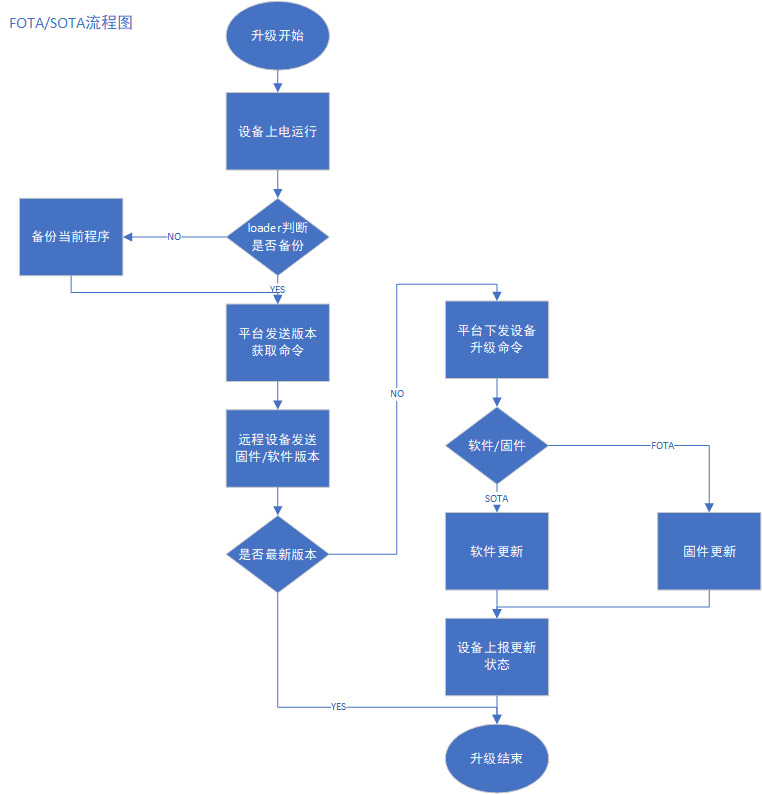 FOTA/SOTA流程图
升级开始
设备上电运行
loader判断
是否备份
NO
备份当前程序
YES
平台发送版本
获取命令
远程设备发送
固件/软件版本
是否最新版本
NO
平台下发设备
升级命令
软件/固件
FOTA
SOTA
软件更新
固件更新
设备上报更新
状态
YES
升级结束